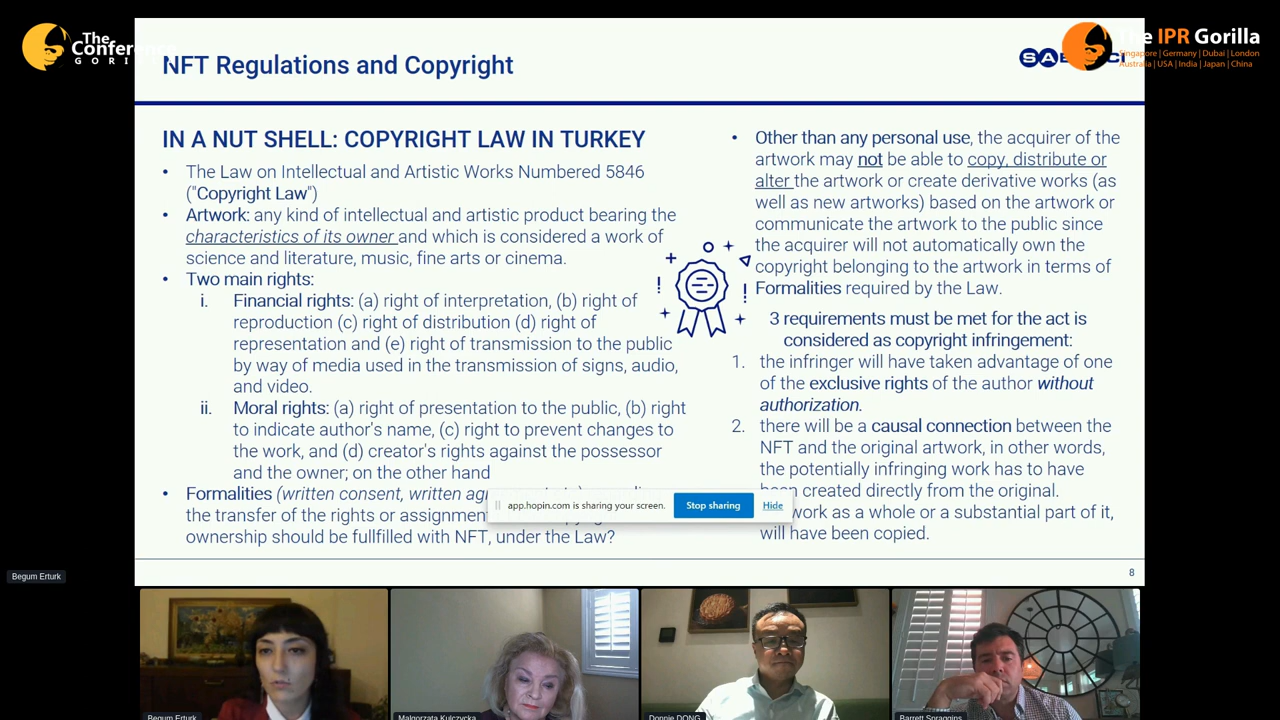 The
Conference
GORI
NFT Regulations and Copyright
SA
The IPR Gorilla
Singapore | Germany | Dubai | London
Australia | USA | India | Japan | China
IN A NUT SHELL: COPYRIGHT LAW IN TURKEY
• The Law on Intellectual and Artistic Works Numbered 5846
("Copyright Law")
• Artwork: any kind of intellectual and artistic product bearing the
characteristics of its owner and which is considered a work of
science and literature, music, fine arts or cinema.
• Two main rights:
i. Financial rights: (a) right of interpretation, (b) right of
reproduction (c) right of distribution (d) right of
representation and (e) right of transmission to the public
by way of media used in the transmission of signs, audio,
and video.
ii. Moral rights: (a) right of presentation to the public, (b) right
to indicate author's name, (c) right to prevent changes to
the work, and (d) creator's rights against the possessor
and the owner; on the other hand
• Formalities (written consent, written
the transfer of the rights or assignment
ownership should be fullfilled with NFT, under the Law?
• Other than any personal use, the acquirer of the
artwork may not be able to copy, distribute or
alter the artwork or create derivative works (as
well as new artworks) based on the artwork or
communicate the artwork to the public since
the acquirer will not automatically own the
copyright belonging to the artwork in terms of
Formalities required by the Law.
3 requirements must be met for the act is
considered as copyright infringement:
1. the infringer will have taken advantage of one
of the exclusive rights of the author without
authorization.
2. there will be a causal connection between the
NFT and the original artwork, in other words,
the potentially infringing work has to have
been created directly from the original.
work as a whole or a substantial part of it,
will have been copied.
app.hopin.com is sharing your screen. Stop sharing Hide
8
Begum Erturk
Begum Erturk
Malgorzata Kulczycka
Donnie DONG
Barrett Spraggins